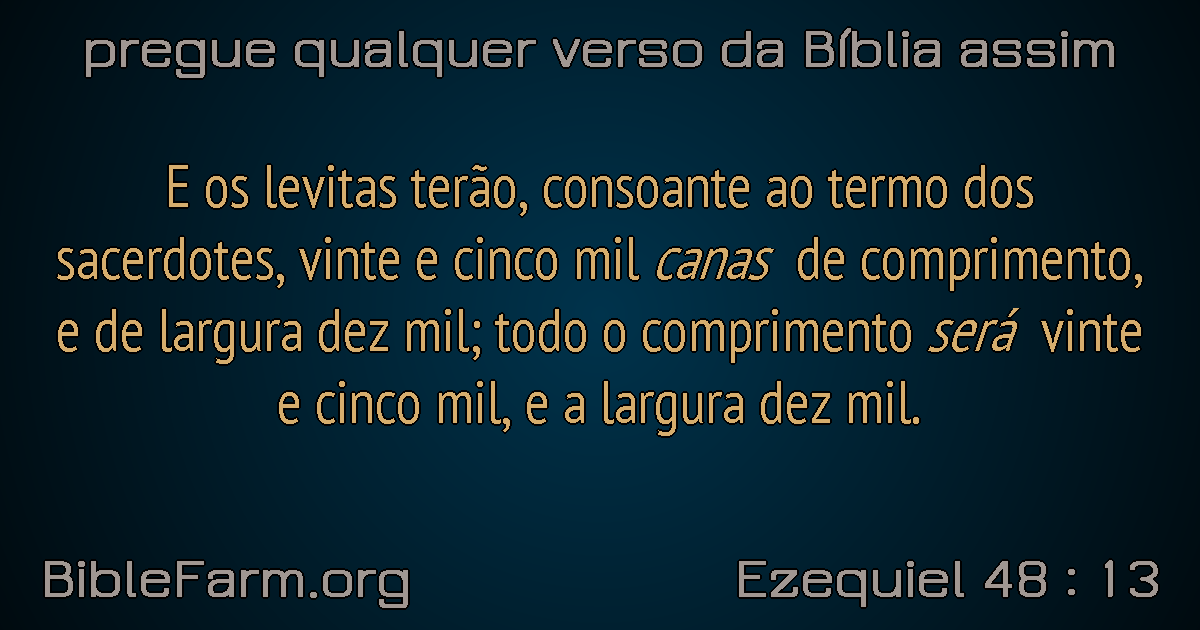 pregue qualquer verso da Bíblia assim
E os levitas terão, consoante ao termo dos
sacerdotes, vinte e cinco mil canas de comprimento,
e de largura dez mil; todo o comprimento será vinte
e cinco mil, e a largura dez mil.
BibleFarm.org
Ezequiel 48 : 13